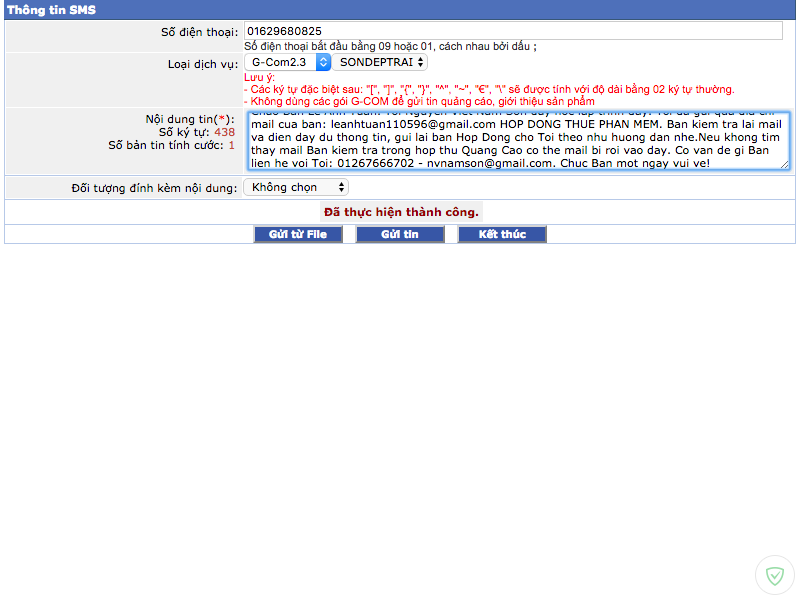 Thông tin SMS
Số điện thoại: 01629680825
Số điện thoại bắt đầu bằng 09 hoặc 01, cách nhau bởi dấu ;
Loại dịch vụ: G-Com2.3 SONDEPTRAI
Lưu ý:
- Các ký tự đặc biệt sau: "[", "]", "{", "}", "^", "~", "€", "\" sẽ được tính với độ dài bằng 02 ký tự thường.
- Không dùng các gói G-COM để gửi tin quảng cáo, giới thiệu sản phẩm
Nội dung tin(*):
Số ký tự: 438
Số bản tin tính cước: 1
mail cua ban: leanhtuan110596@gmail.com HOP DONG THUE PHAN MEM. Ban kiem tra lai mail
va dien day du thong tin, gui lai ban Hop Dong cho Toi theo nhu huong dan nhe.Neu khong tim
thay mail Ban kiem tra trong hop thu Quang Cao co the mail bi roi vao day. Co van de gi Ban
lien he voi Toi: 01267666702 - nvnamson@gmail.com. Chuc Ban mot ngay vui ve!
Đối tượng đính kèm nội dung: Không chọn
Đã thực hiện thành công.
Gửi từ File Gửi tin Kết thúc